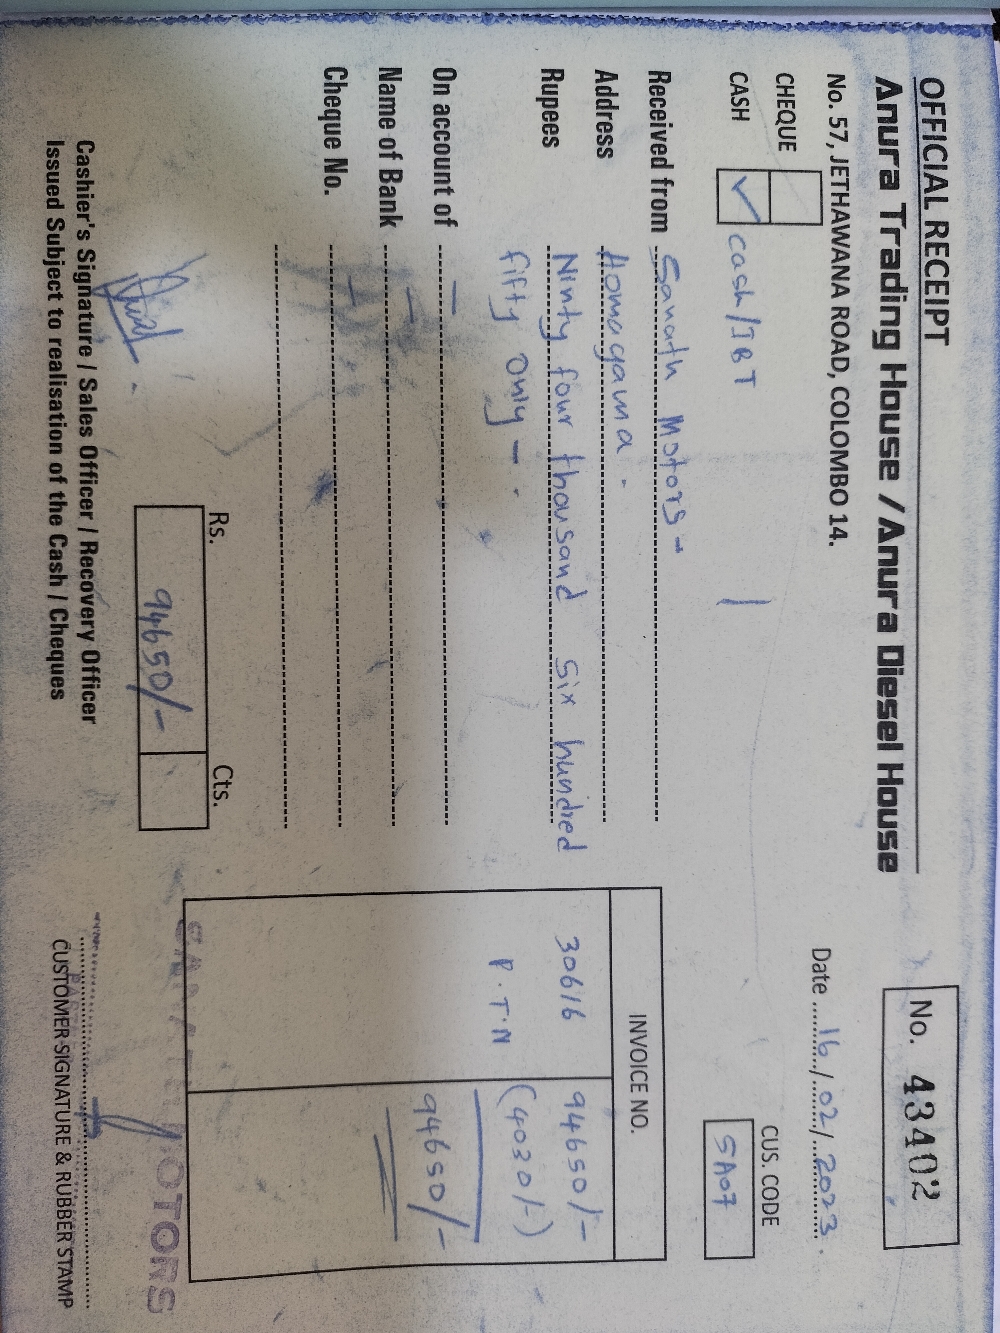 OFFICIAL RECEIPT
Anura Trading House / Anura Diesel House
No. 57, JETHAWANA ROAD, COLOMBO 14.
No. 43402
Date 16/02/2023.
CHEQUE
CASH ✓ cash/IBT
CUS. CODE
SA07
Received from Sanath Motors -
Address Homagama.
Rupees Ninty four thousand six hundred
fifty only -.
On account of -
Name of Bank -
Cheque No. -
INVOICE NO.
30616 94650/-
P.T.N (4030/-)
94650/-
Rs. Cts.
94650/-
MOTORS
Cashier's Signature / Sales Officer / Recovery Officer
Issued Subject to realisation of the Cash / Cheques
CUSTOMER SIGNATURE & RUBBER STAMP